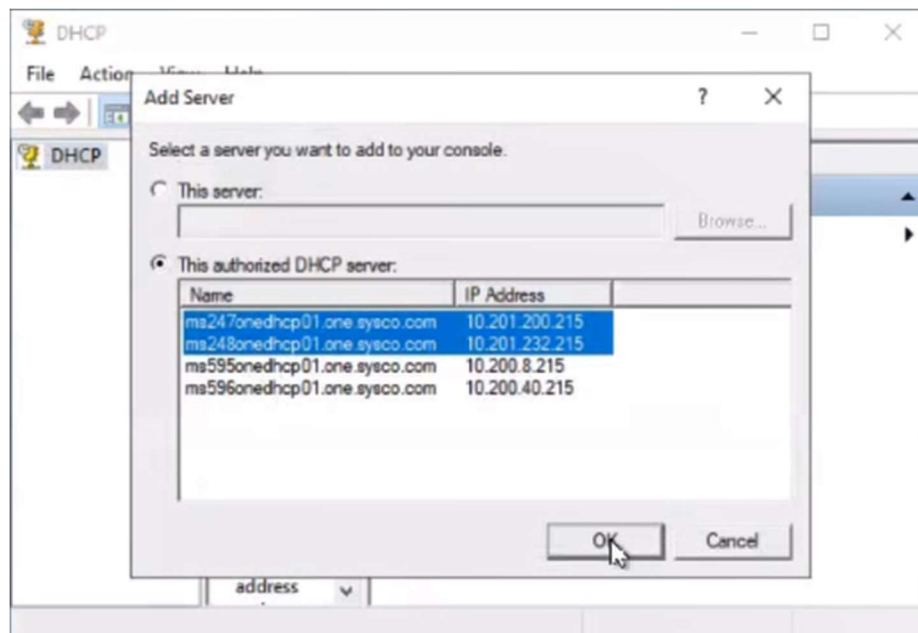 DHCP
File Action View Help
Add Server
?
DHCP
Select a server you want to add to your console.
This server:
Browse...
This authorized DHCP server:
Name IP Address
ms247onedhcp01.one.sysco.com 10.201.200.215
ms248onedhcp01.one.sysco.com 10.201.232.215
ms595onedhcp01.one.sysco.com 10.200.8.215
ms596onedhcp01.one.sysco.com 10.200.40.215
OK Cancel
address